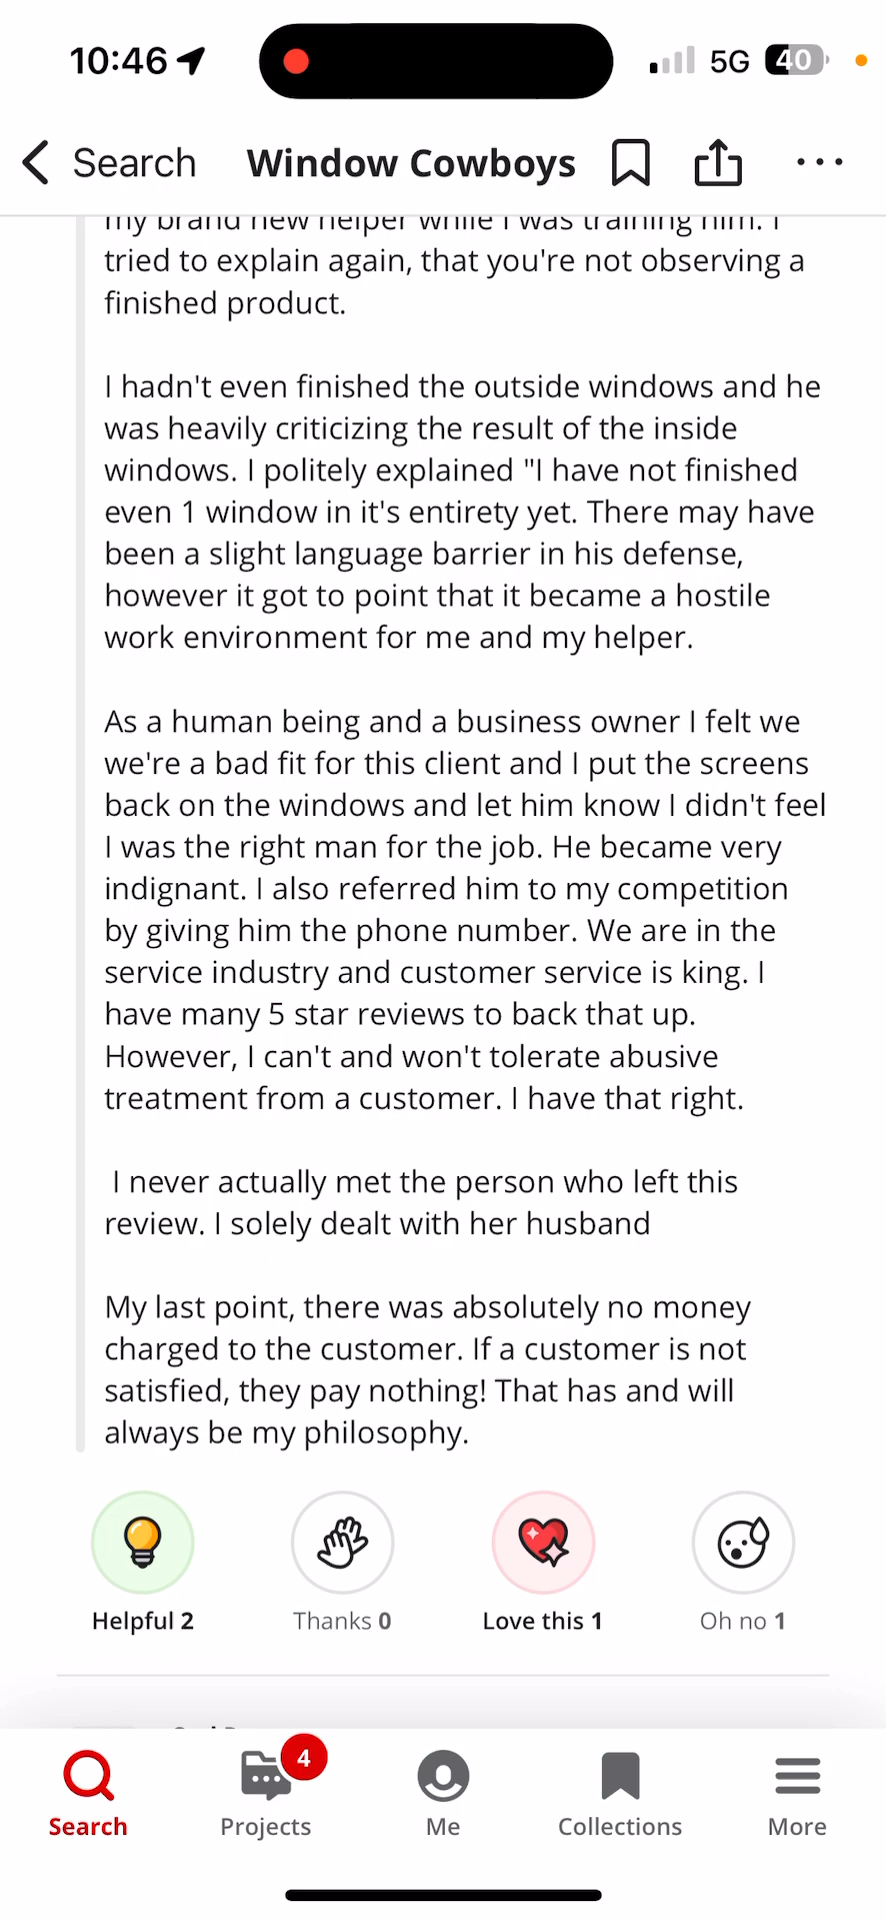 10:46
5G
40
Search
Window Cowboys
my brand new helper while I was training him. I
tried to explain again, that you're not observing a
finished product.
I hadn't even finished the outside windows and he
was heavily criticizing the result of the inside
windows. I politely explained "I have not finished
even 1 window in it's entirety yet. There may have
been a slight language barrier in his defense,
however it got to point that it became a hostile
work environment for me and my helper.
As a human being and a business owner I felt we
we're a bad fit for this client and I put the screens
back on the windows and let him know I didn't feel
I was the right man for the job. He became very
indignant. I also referred him to my competition
by giving him the phone number. We are in the
service industry and customer service is king. I
have many 5 star reviews to back that up.
However, I can't and won't tolerate abusive
treatment from a customer. I have that right.
I never actually met the person who left this
review. I solely dealt with her husband
My last point, there was absolutely no money
charged to the customer. If a customer is not
satisfied, they pay nothing! That has and will
always be my philosophy.
Helpful 2
Thanks 0
Love this 1
Oh no 1
4
Search
Projects
Me
Collections
More